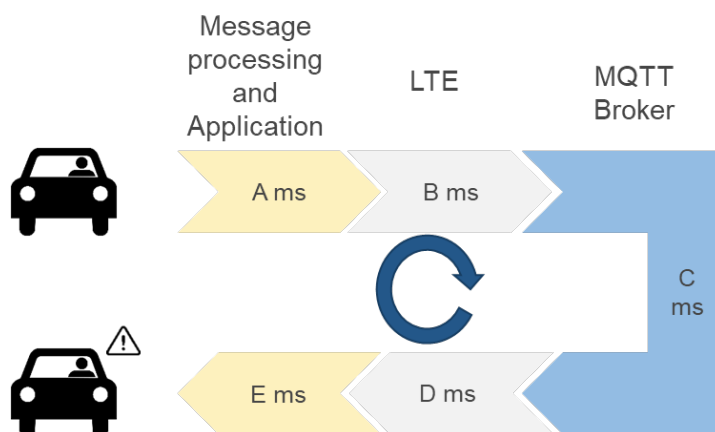 Message
processing
and
Application
LTE
MQTT
Broker
A ms
B ms
C
ms
E ms
D ms